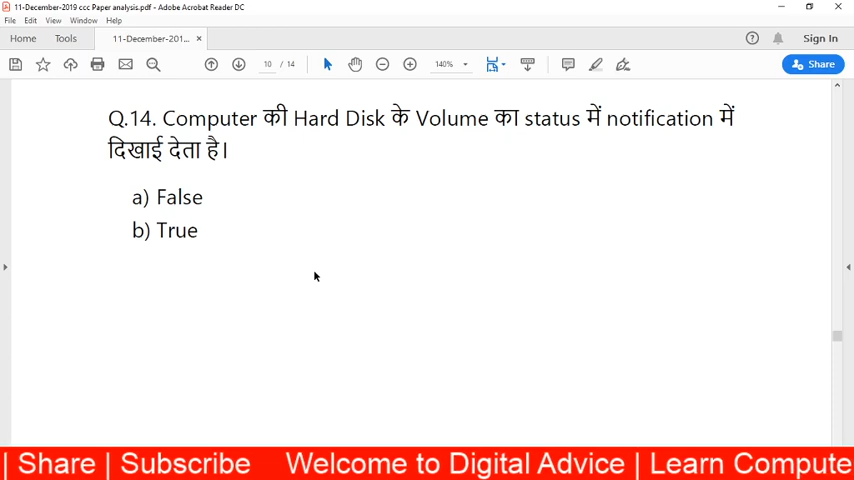 11-December-2019 ccc Paper analysis.pdf - Adobe Acrobat Reader DC
File Edit View Window Help
Home Tools 11-December-201... × Sign In
10 / 14 140% Share
Q.14. Computer की Hard Disk के Volume का status में notification में
दिखाई देता है।
a) False
b) True
| Share | Subscribe Welcome to Digital Advice | Learn Compute